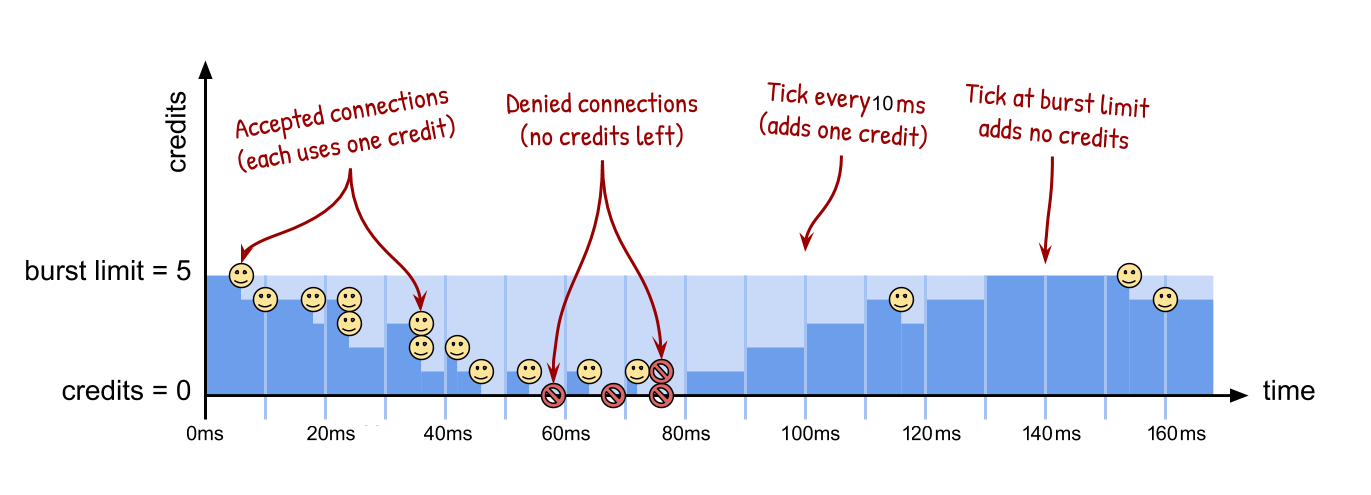 credits
Accepted connections
(each uses one credit)
Denied connections
(no credits left)
Tick every 10 ms
(adds one credit)
Tick at burst limit
adds no credits
burst limit = 5
credits = 0
time
0ms
20ms
40ms
60ms
80ms
100ms
120ms
140ms
160ms